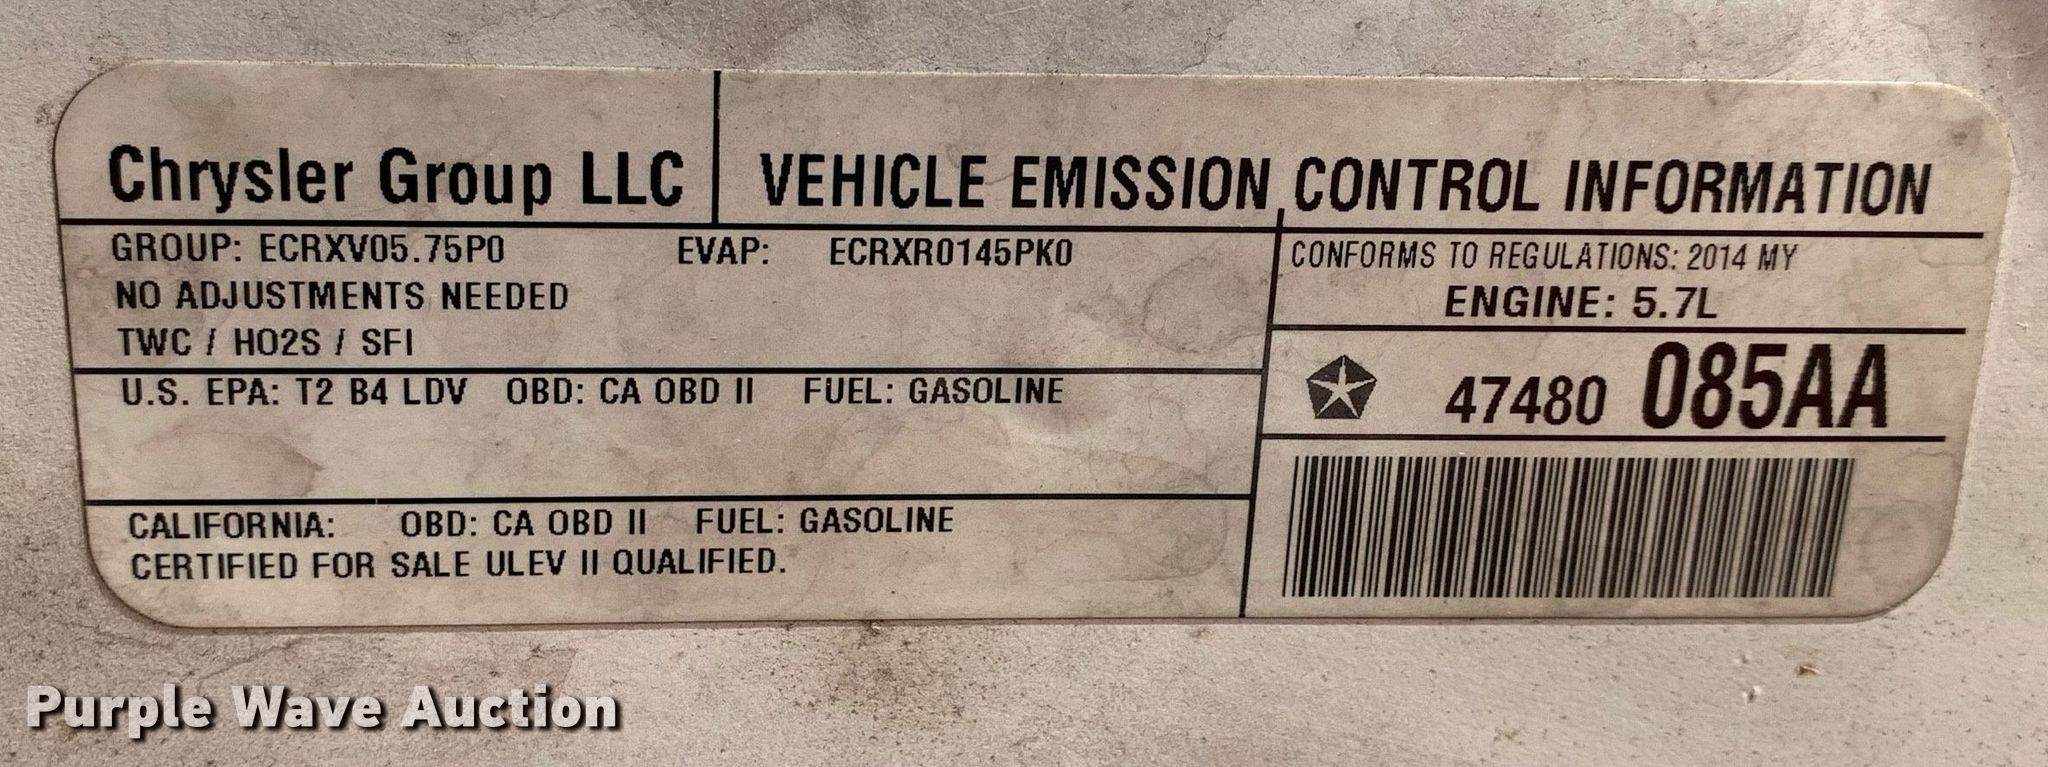 Chrysler Group LLC
VEHICLE EMISSION CONTROL INFORMATION
GROUP: ECRXV05.75P0 EVAP: ECRXR0145PK0
NO ADJUSTMENTS NEEDED
TWC / HO2S / SFI
U.S. EPA: T2 B4 LDV OBD: CA OBD II FUEL: GASOLINE
CALIFORNIA: OBD: CA OBD II FUEL: GASOLINE
CERTIFIED FOR SALE ULEV II QUALIFIED.
CONFORMS TO REGULATIONS: 2014 MY
ENGINE: 5.7L
47480 085AA
Purple Wave Auction